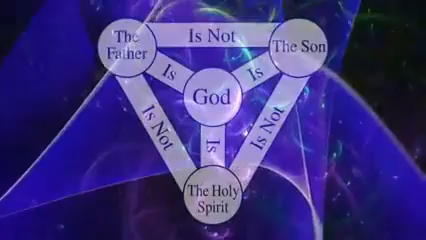 The
Father
Is Not
The Son
Is
Is
God
Is Not
Is
Is Not
The Holy
Spirit